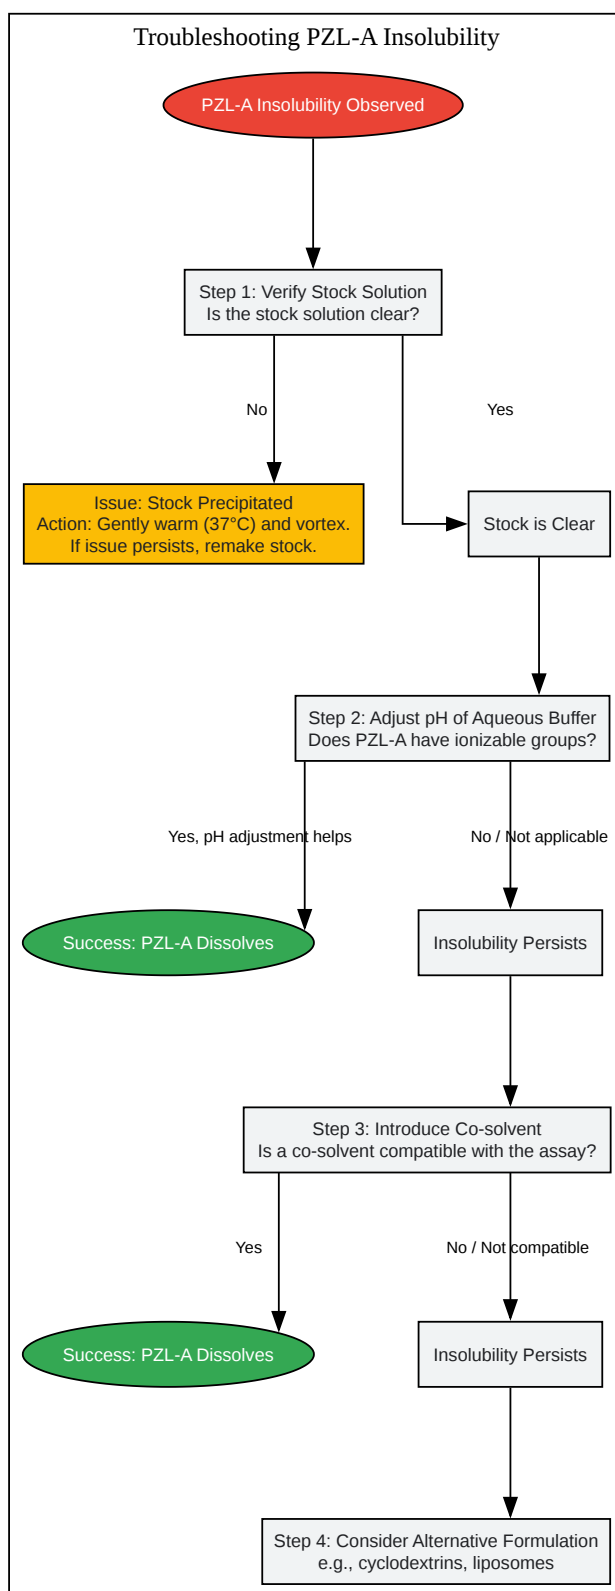 Troubleshooting PZL-A Insolubility
PZL-A Insolubility Observed
Step 1: Verify Stock Solution
Is the stock solution clear?
No
Yes
Issue: Stock Precipitated
Action: Gently warm (37°C) and vortex.
If issue persists, remake stock.
Stock is Clear
Step 2: Adjust pH of Aqueous Buffer
Does PZL-A have ionizable groups?
Yes, pH adjustment helps
No / Not applicable
Success: PZL-A Dissolves
Insolubility Persists
Step 3: Introduce Co-solvent
Is a co-solvent compatible with the assay?
Yes
No / Not compatible
Success: PZL-A Dissolves
Insolubility Persists
Step 4: Consider Alternative Formulation
e.g., cyclodextrins, liposomes